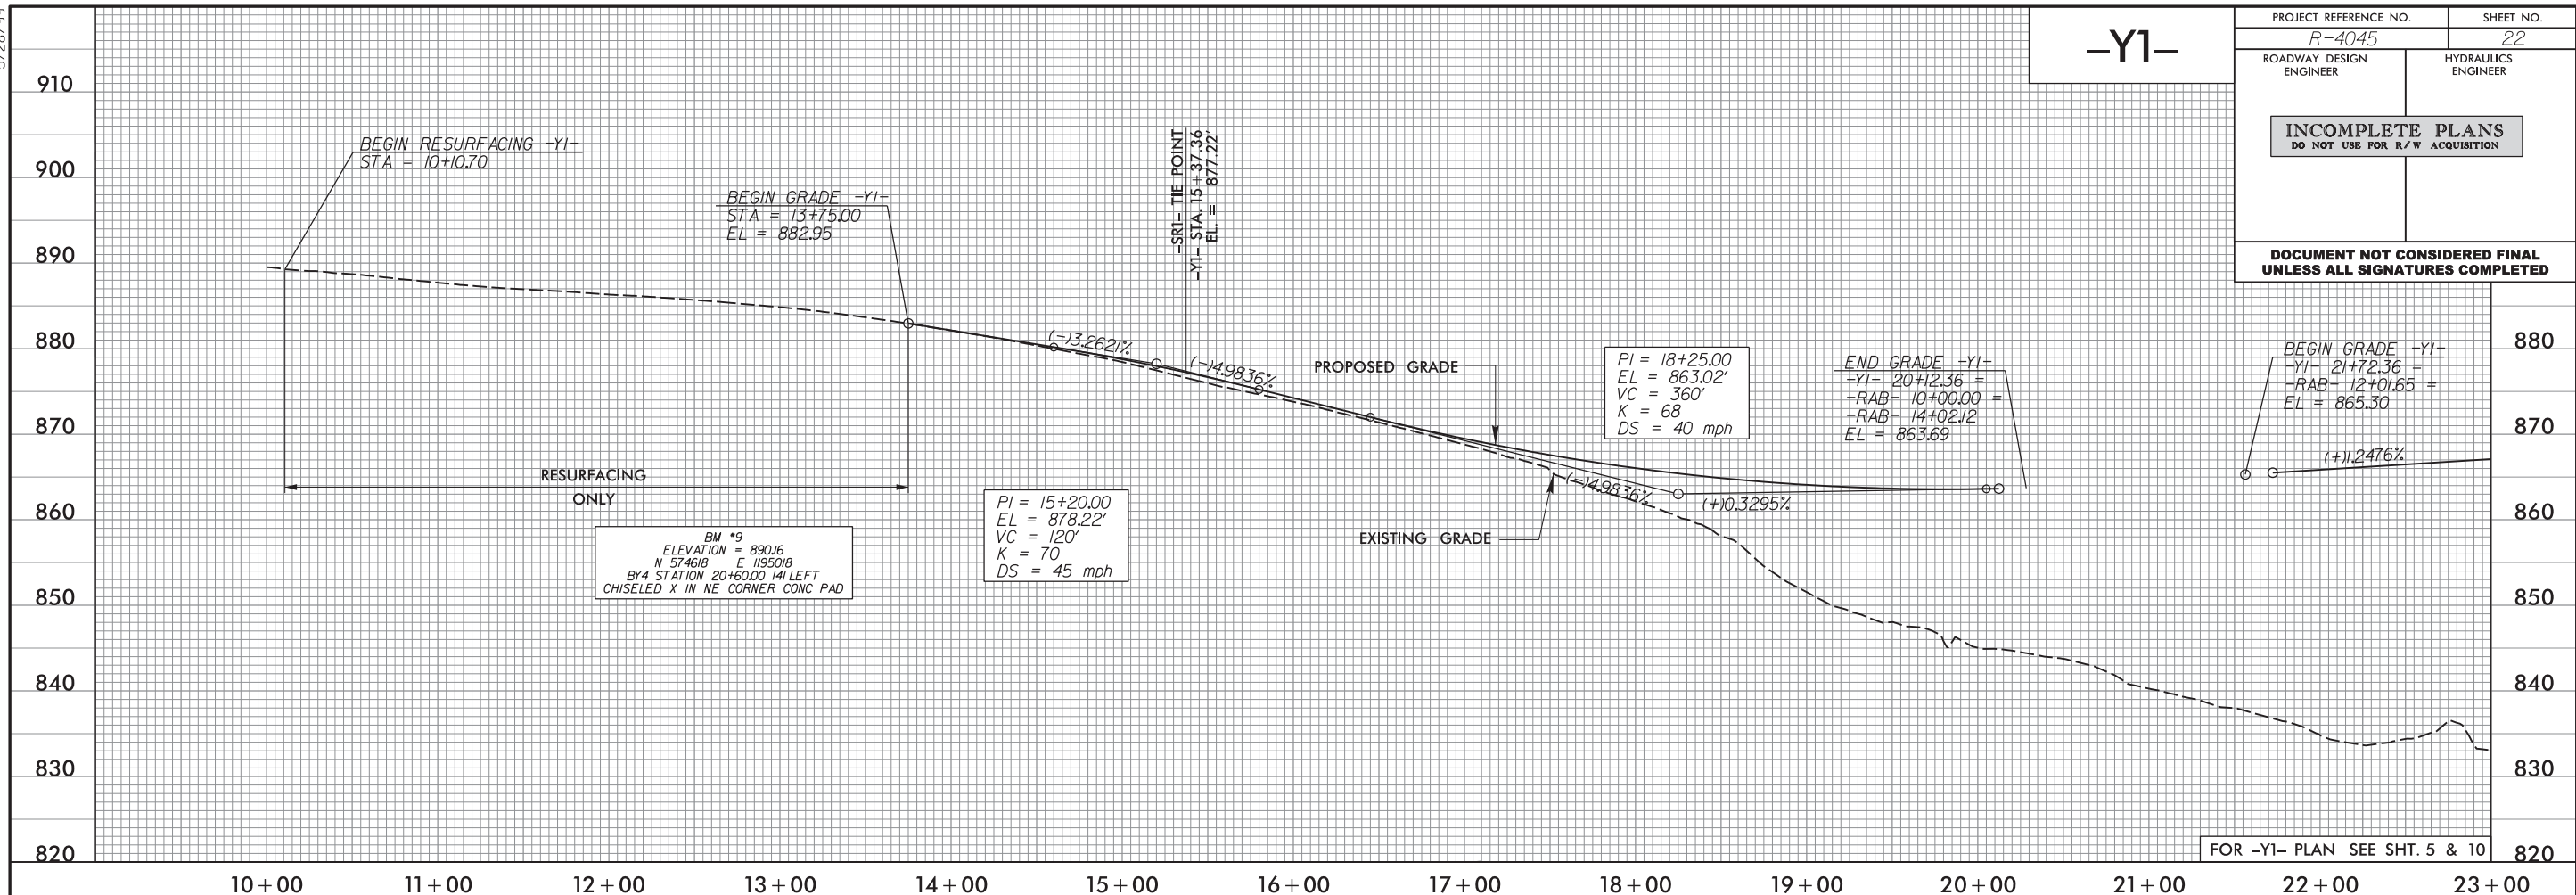 -Y1-
PROJECT REFERENCE NO.
SHEET NO.
R-4045
22
ROADWAY DESIGN
ENGINEER
HYDRAULICS
ENGINEER
INCOMPLETE PLANS
DO NOT USE FOR R/W ACQUISITION
DOCUMENT NOT CONSIDERED FINAL
UNLESS ALL SIGNATURES COMPLETED
910
900
890
880
870
860
850
840
830
820
BEGIN RESURFACING -Y1-
STA = 10+10.70
BEGIN GRADE -Y1-
STA = 13+75.00
EL = 882.95
-SR1- TIE POINT
-Y1- STA. 15+37.36
EL. = 877.22'
(-)3.2621%
(-)4.9836%
PROPOSED GRADE
PI = 18+25.00
EL = 863.02'
VC = 360'
K = 68
DS = 40 mph
END GRADE -Y1-
-Y1- 20+12.36 =
-RAB- 10+00.00 =
-RAB- 14+02.12
EL = 863.69
BEGIN GRADE -Y1-
-Y1- 21+72.36 =
-RAB- 12+01.65 =
EL = 865.30
(+)1.2476%
RESURFACING
ONLY
BM #9
ELEVATION = 890.16
N 574618 E 1195018
BY4 STATION 20+60.00 141 LEFT
CHISELED X IN NE CORNER CONC PAD
PI = 15+20.00
EL = 878.22'
VC = 120'
K = 70
DS = 45 mph
(-)4.9836%
(+)0.3295%
EXISTING GRADE
880
870
860
850
840
830
820
FOR -Y1- PLAN SEE SHT. 5 & 10
10+00 11+00 12+00 13+00 14+00 15+00 16+00 17+00 18+00 19+00 20+00 21+00 22+00 23+00